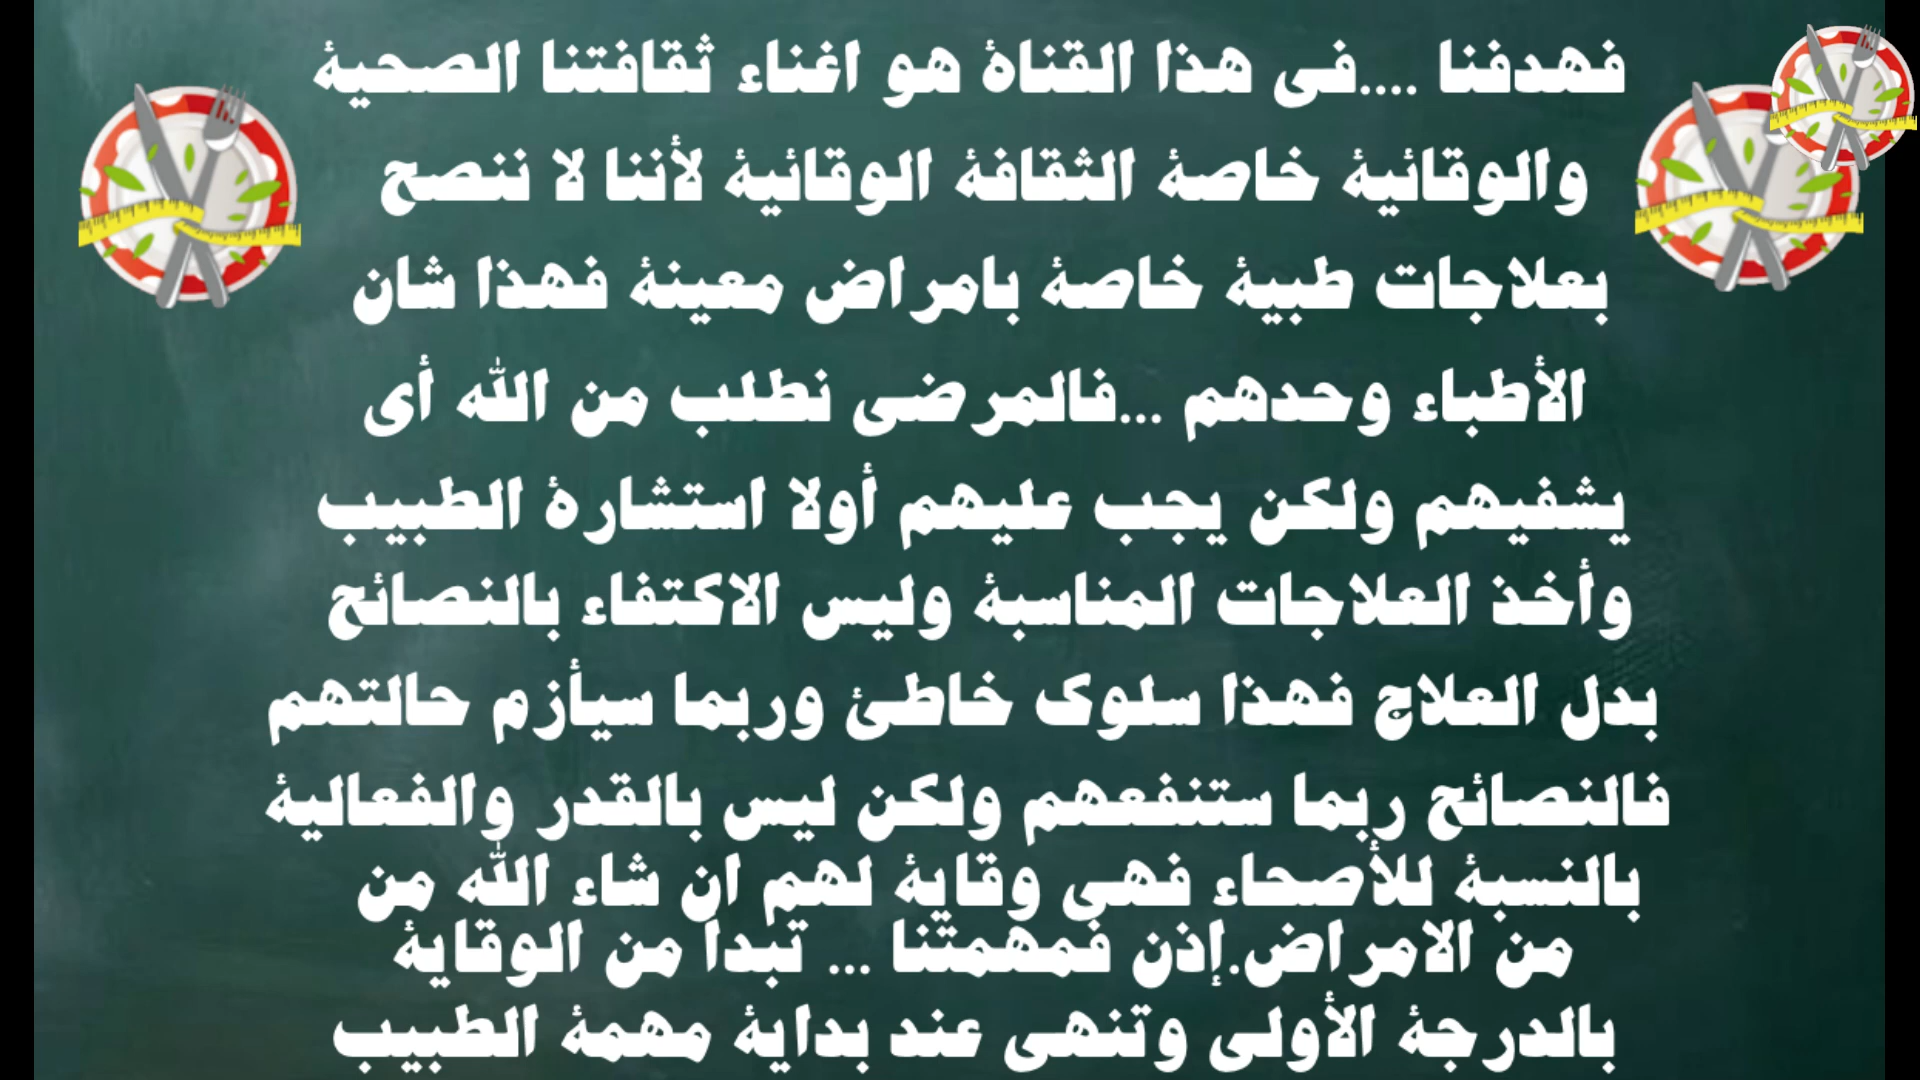 فهدفنا ....فى هذا القناة هو اغناء ثقافتنا الصحية
والوقائية خاصة الثقافة الوقائية لأننا لا ننصح
بعلاجات طبية خاصة بامراض معينة فهذا شان
الأطباء وحدهم ...فالمرضى نطلب من الله أى
يشفيهم ولكن يجب عليهم أولا استشارة الطبيب
وأخذ العلاجات المناسبة وليس الاكتفاء بالنصائح
بدل العلاج فهذا سلوك خاطئ وربما سيأزم حالتهم
فالنصائح ربما ستنفعهم ولكن ليس بالقدر والفعالية
بالنسبة للأصحاء فهى وقاية لهم ان شاء الله من
من الامراض.إذن فمهمتنا ... تبدأ من الوقاية
بالدرجة الأولى وتنهى عند بداية مهمة الطبيب